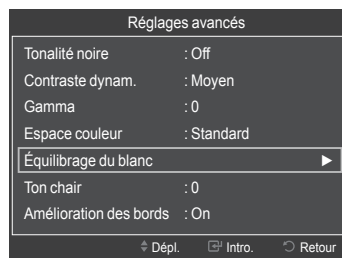 Réglages avancés
Tonalité noire : Off
Contraste dynam. : Moyen
Gamma : 0
Espace couleur : Standard
Équilibrage du blanc ►
Ton chair : 0
Amélioration des bords : On
Dépl. Intro. Retour